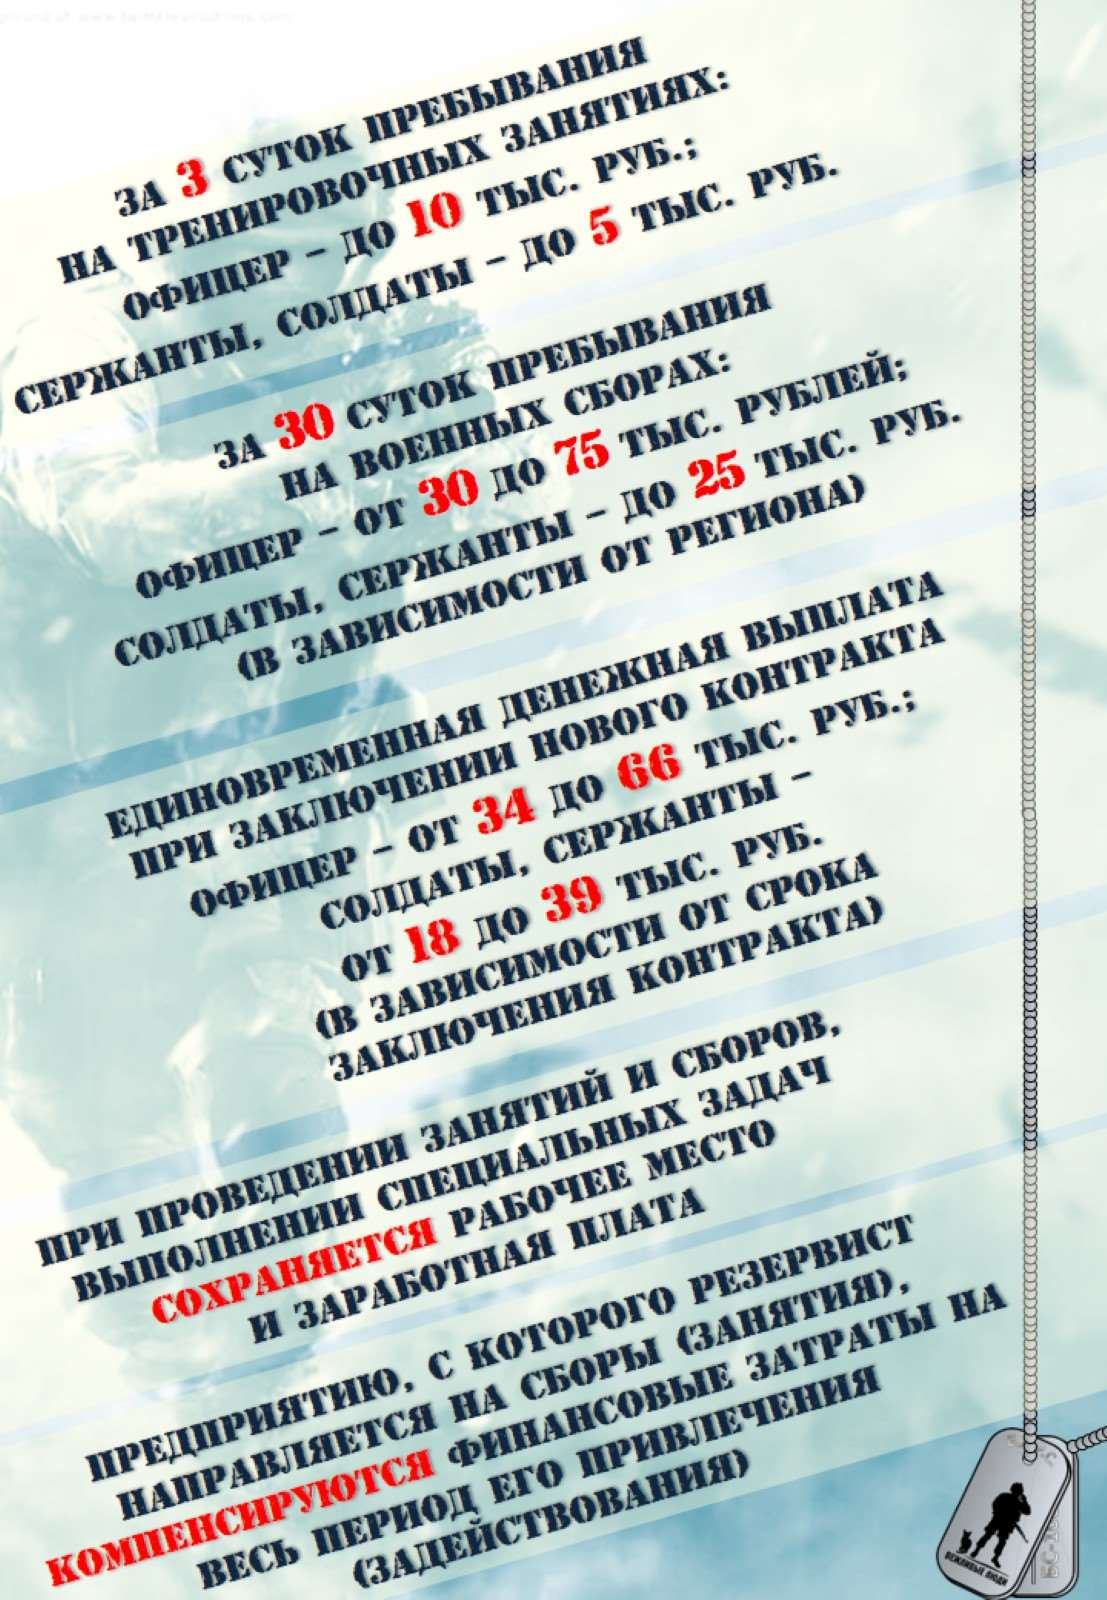 ЗА 3 СУТОК ПРЕБЫВАНИЯ
НА ТРЕНИРОВОЧНЫХ ЗАНЯТИЯХ:
ОФИЦЕР – ДО 10 ТЫС. РУБ.;
СЕРЖАНТЫ, СОЛДАТЫ – ДО 5 ТЫС. РУБ.
ЗА 30 СУТОК ПРЕБЫВАНИЯ
НА ВОЕННЫХ СБОРАХ:
ОФИЦЕР – ОТ 30 ДО 75 ТЫС. РУБЛЕЙ;
СОЛДАТЫ, СЕРЖАНТЫ – ДО 25 ТЫС. РУБ.
(В ЗАВИСИМОСТИ ОТ РЕГИОНА)
ЕДИНОВРЕМЕННАЯ ДЕНЕЖНАЯ ВЫПЛАТА
ПРИ ЗАКЛЮЧЕНИИ НОВОГО КОНТРАКТА
ОФИЦЕР – ОТ 34 ДО 66 ТЫС. РУБ.;
СОЛДАТЫ, СЕРЖАНТЫ –
ОТ 18 ДО 39 ТЫС. РУБ.
(В ЗАВИСИМОСТИ ОТ СРОКА
ЗАКЛЮЧЕНИЯ КОНТРАКТА)
ПРИ ПРОВЕДЕНИИ ЗАНЯТИЙ И СБОРОВ,
ВЫПОЛНЕНИИ СПЕЦИАЛЬНЫХ ЗАДАЧ
СОХРАНЯЕТСЯ РАБОЧЕЕ МЕСТО
И ЗАРАБОТНАЯ ПЛАТА
ПРЕДПРИЯТИЮ, С КОТОРОГО РЕЗЕРВИСТ
НАПРАВЛЯЕТСЯ НА СБОРЫ (ЗАНЯТИЯ),
КОМПЕНСИРУЮТСЯ ФИНАНСОВЫЕ ЗАТРАТЫ НА
ВЕСЬ ПЕРИОД ЕГО ПРИВЛЕЧЕНИЯ
(ЗАДЕЙСТВОВАНИЯ)
ВЕЖЛИВЫЕ ЛЮДИ